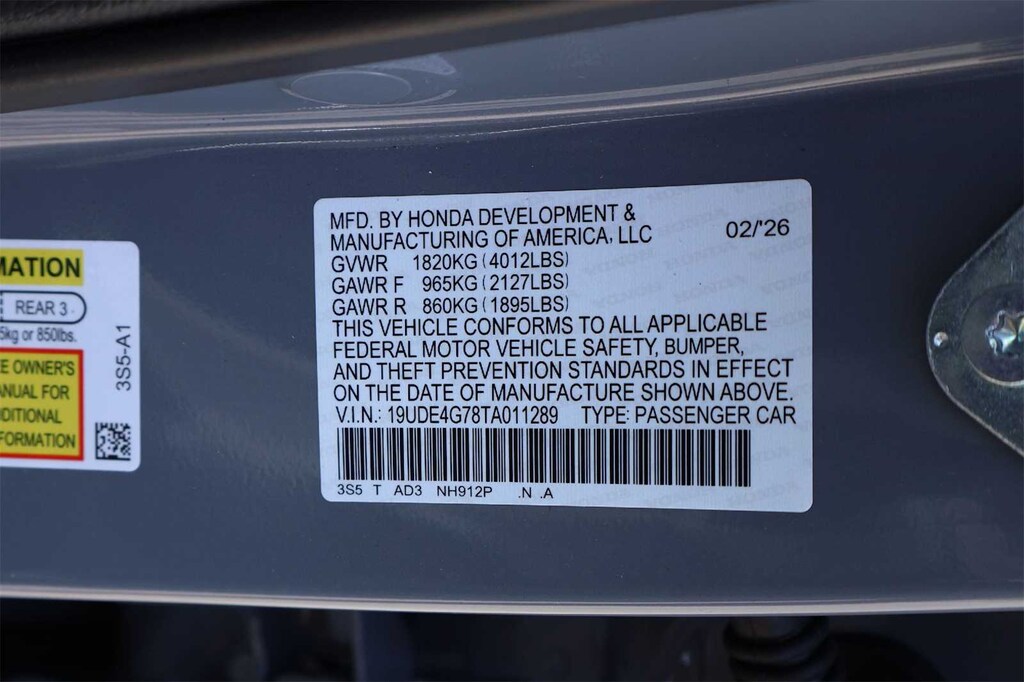 MATION
REAR 3
5kg or 850lbs.
E OWNER'S
ANUAL FOR
DITIONAL
FORMATION
3S5-A1
MFD. BY HONDA DEVELOPMENT &
MANUFACTURING OF AMERICA, LLC 02/'26
GVWR 1820KG (4012LBS)
GAWR F 965KG (2127LBS)
GAWR R 860KG (1895LBS)
THIS VEHICLE CONFORMS TO ALL APPLICABLE
FEDERAL MOTOR VEHICLE SAFETY, BUMPER,
AND THEFT PREVENTION STANDARDS IN EFFECT
ON THE DATE OF MANUFACTURE SHOWN ABOVE.
V.I.N.: 19UDE4G78TA011289 TYPE: PASSENGER CAR
3S5 T AD3 NH912P .N .A